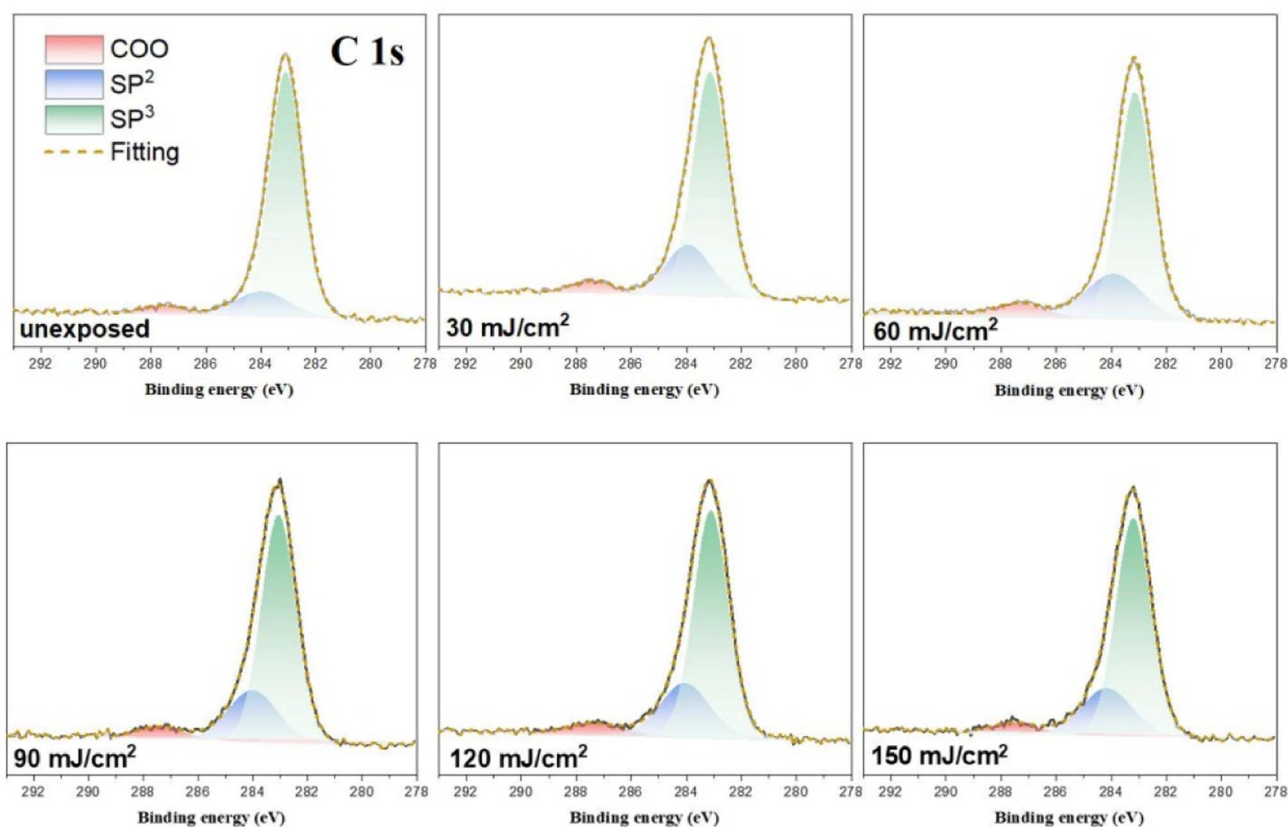 COO
SP²
SP³
Fitting
C 1s
unexposed
292 290 288 286 284 282 280 278
Binding energy (eV)
30 mJ/cm²
292 290 288 286 284 282 280 278
Binding energy (eV)
60 mJ/cm²
292 290 288 286 284 282 280 278
Binding energy (eV)
90 mJ/cm²
292 290 288 286 284 282 280 278
Binding energy (eV)
120 mJ/cm²
292 290 288 286 284 282 280 278
Binding energy (eV)
150 mJ/cm²
292 290 288 286 284 282 280 278
Binding energy (eV)